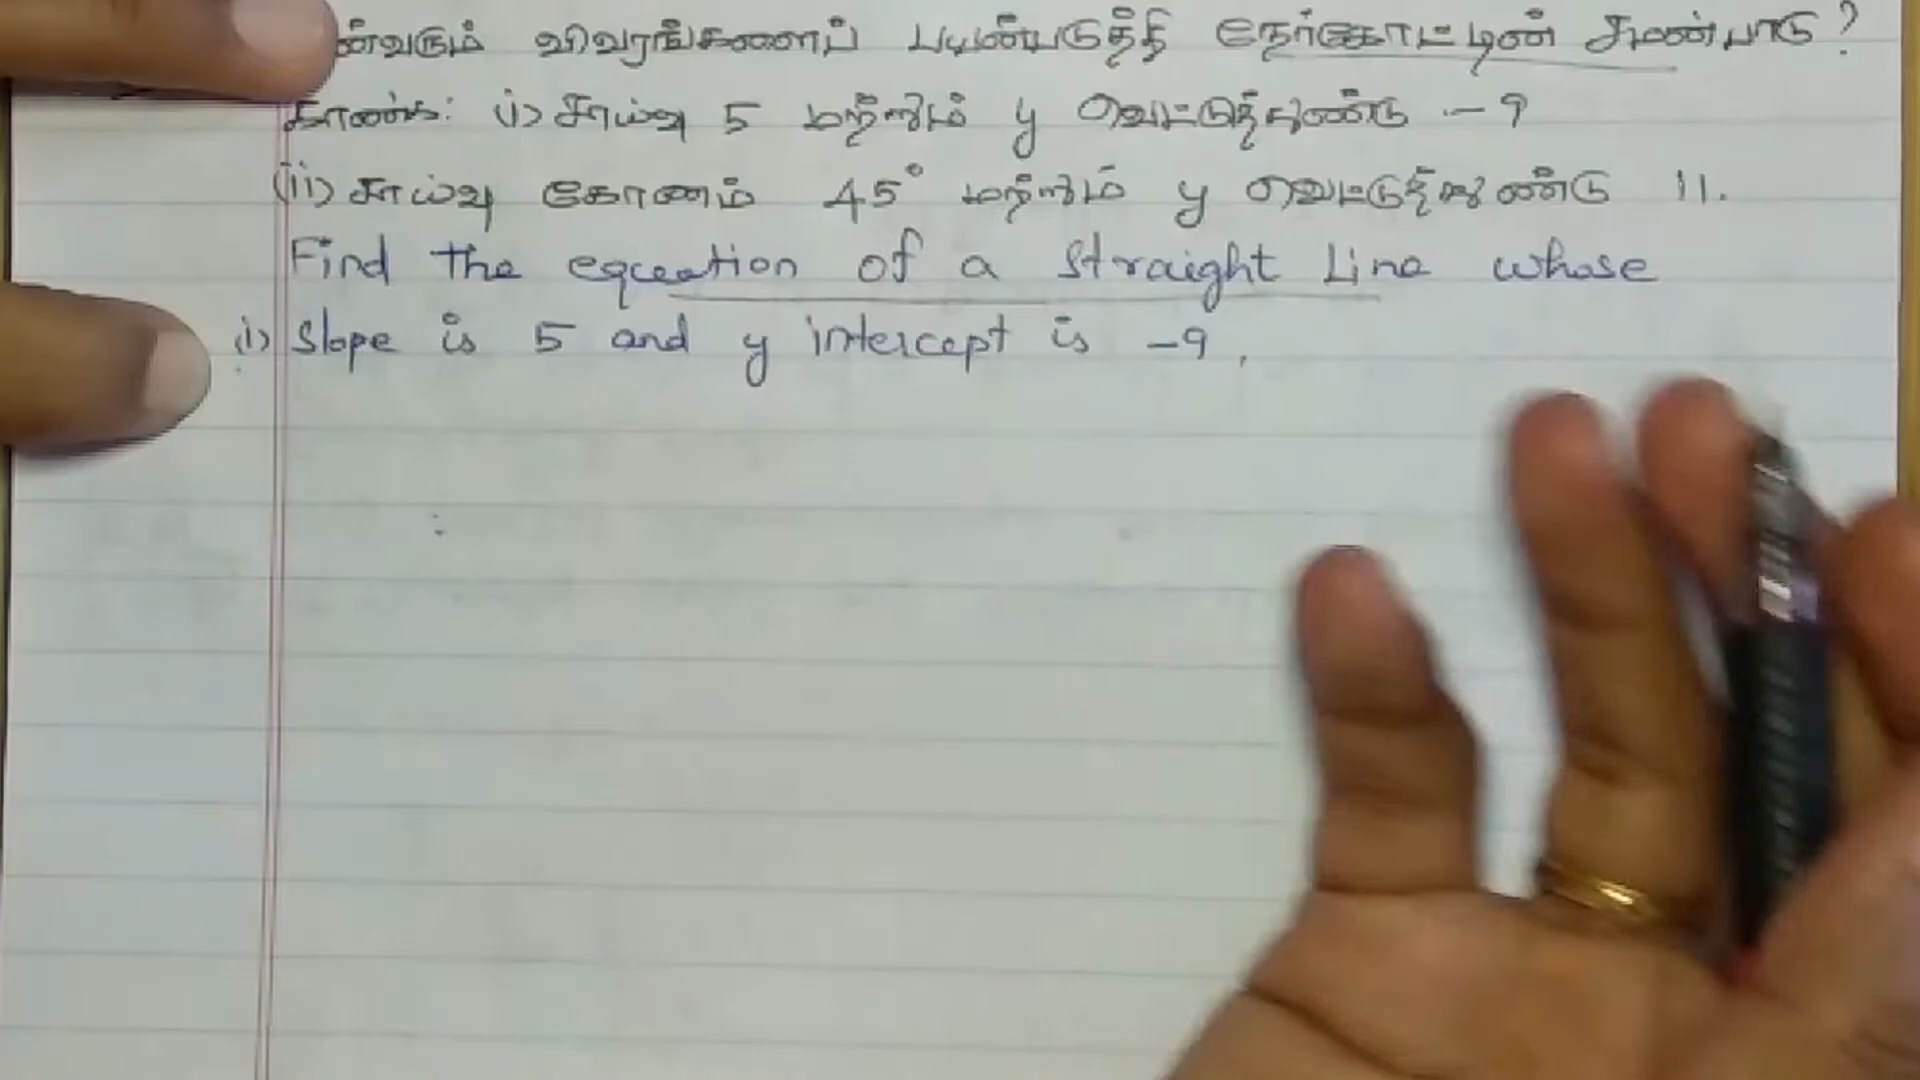 விவரங்களைப் பயன்படுத்தி நேர்கோட்டின் சமன்பாடு?
காண்க: i) சாய்வு 5 மற்றும் y வெட்டுத்துண்டு - 9
(ii) சாய்வு கோணம் 45° மற்றும் y வெட்டுத்துண்டு 11.
Find the equation of a straight Line whose
(i) Slope is 5 and y intercept is -9,